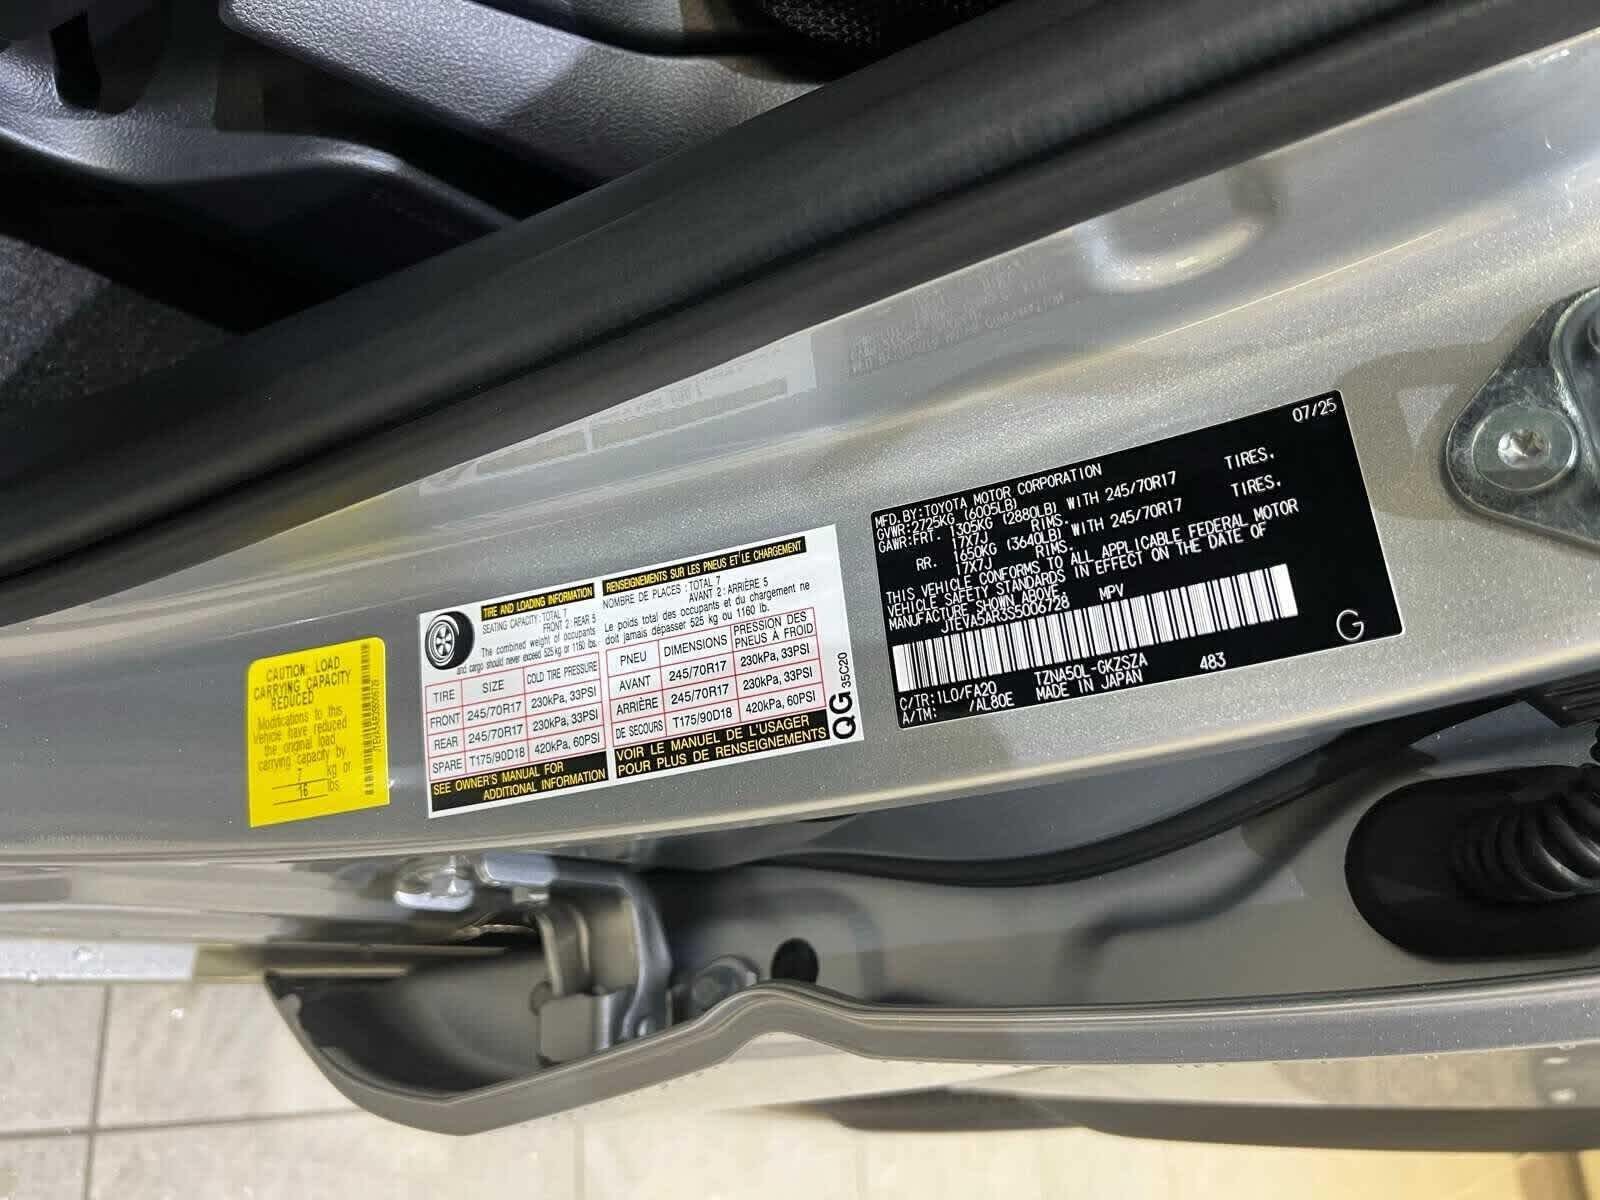 CAUTION: LOAD
CARRYING CAPACITY
REDUCED
Modifications to this
Vehicle have reduced
the original load
carrying capacity by
7 kg or
16 lbs.
TIRE AND LOADING INFORMATION
SEATING CAPACITY : TOTAL 7
FRONT 2 : REAR 5
The combined weight of occupants
and cargo should never exceed 525 kg or 1160 lbs.
TIRE SIZE COLD TIRE PRESSURE
FRONT 245/70R17 230kPa, 33PSI
REAR 245/70R17 230kPa, 33PSI
SPARE T175/90D18 420kPa, 60PSI
SEE OWNER'S MANUAL FOR
ADDITIONAL INFORMATION
RENSEIGNEMENTS SUR LES PNEUS ET LE CHARGEMENT
NOMBRE DE PLACES : TOTAL 7
AVANT 2 : ARRIÈRE 5
Le poids total des occupants et du chargement ne
doit jamais dépasser 525 kg ou 1160 lb.
PNEU DIMENSIONS PRESSION DES
PNEUS À FROID
AVANT 245/70R17 230kPa, 33PSI
ARRIÈRE 245/70R17 230kPa, 33PSI
DE SECOURS T175/90D18 420kPa, 60PSI
VOIR LE MANUEL DE L'USAGER
POUR PLUS DE RENSEIGNEMENTS
QG 35C20
07/25
MFD.BY:TOYOTA MOTOR CORPORATION
GVWR:2725KG (6005LB)
GAWR:FRT. 1305KG (2880LB) WITH 245/70R17 TIRES,
17X7J RIMS.
RR. 1650KG (3640LB) WITH 245/70R17 TIRES,
17X7J RIMS.
THIS VEHICLE CONFORMS TO ALL APPLICABLE FEDERAL MOTOR
VEHICLE SAFETY STANDARDS IN EFFECT ON THE DATE OF
MANUFACTURE SHOWN ABOVE.
JTEVA5AR3S5006728 MPV
C/TR:1L0/FA20 TZNA50L-GKZSZA 483
A/TM: /AL80E MADE IN JAPAN
G